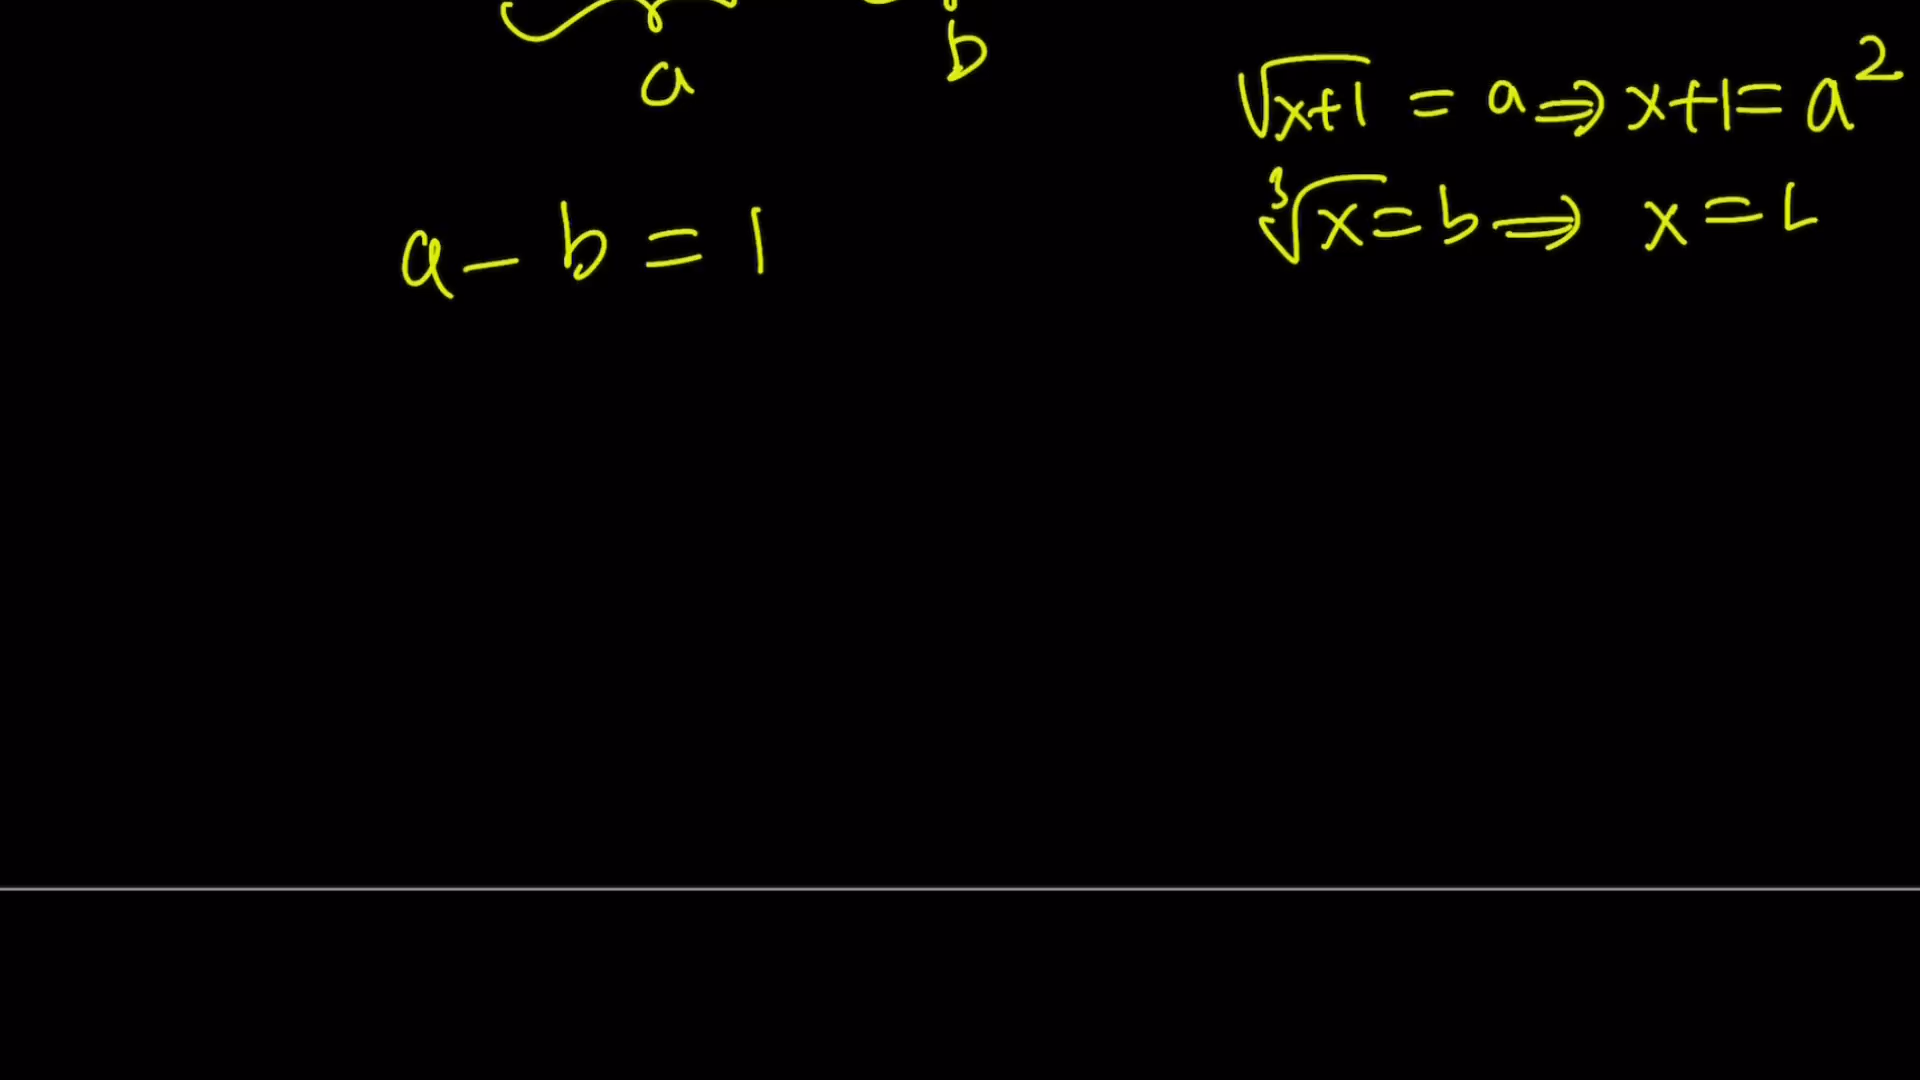 a b
√x+1 = a ⇒ x+1 = a²
∛x = b ⇒ x =
a - b = 1